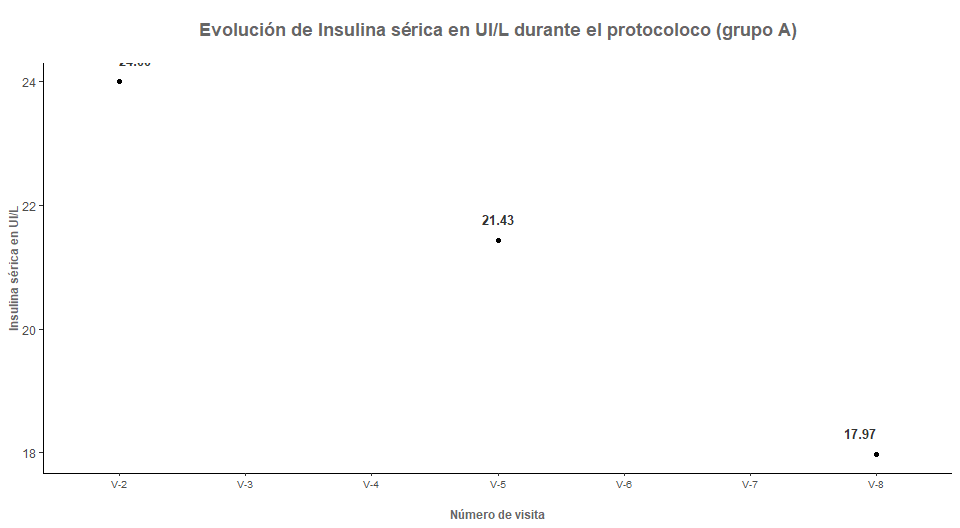 Evolución de Insulina sérica en UI/L durante el protocoloco (grupo A)
24
22
21.43
Insulina sérica en UI/L
20
17.97
18
V-2 V-3 V-4 V-5 V-6 V-7 V-8
Número de visita